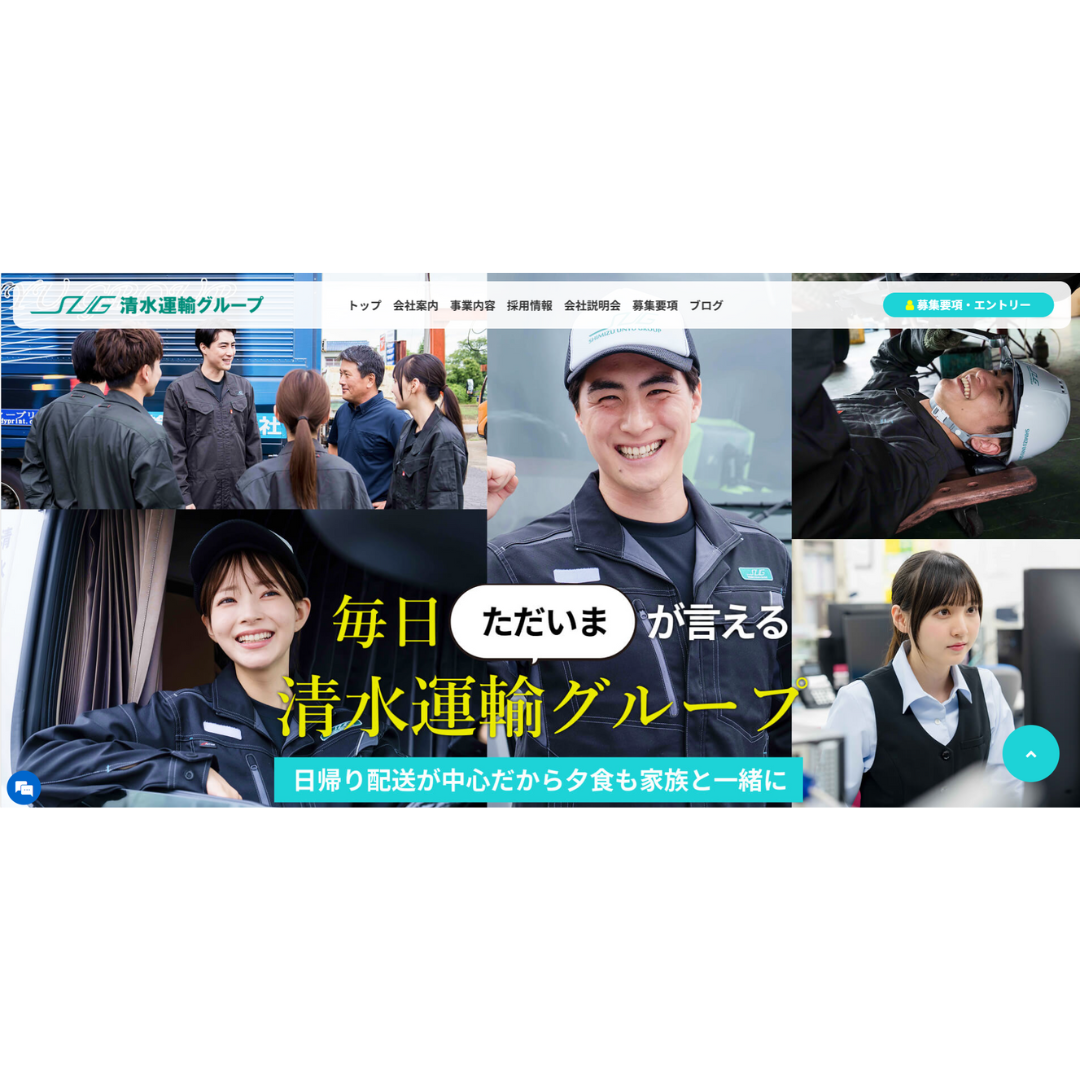 SUG 清水運輸グループ
トップ 会社案内 事業内容 採用情報 会社説明会 募集要項 ブログ
募集要項・エントリー
SHIMIZU UNYU GROUP
SUG
毎日 ただいま が言える
清水運輸グループ
日帰り配送が中心だから夕食も家族と一緒に